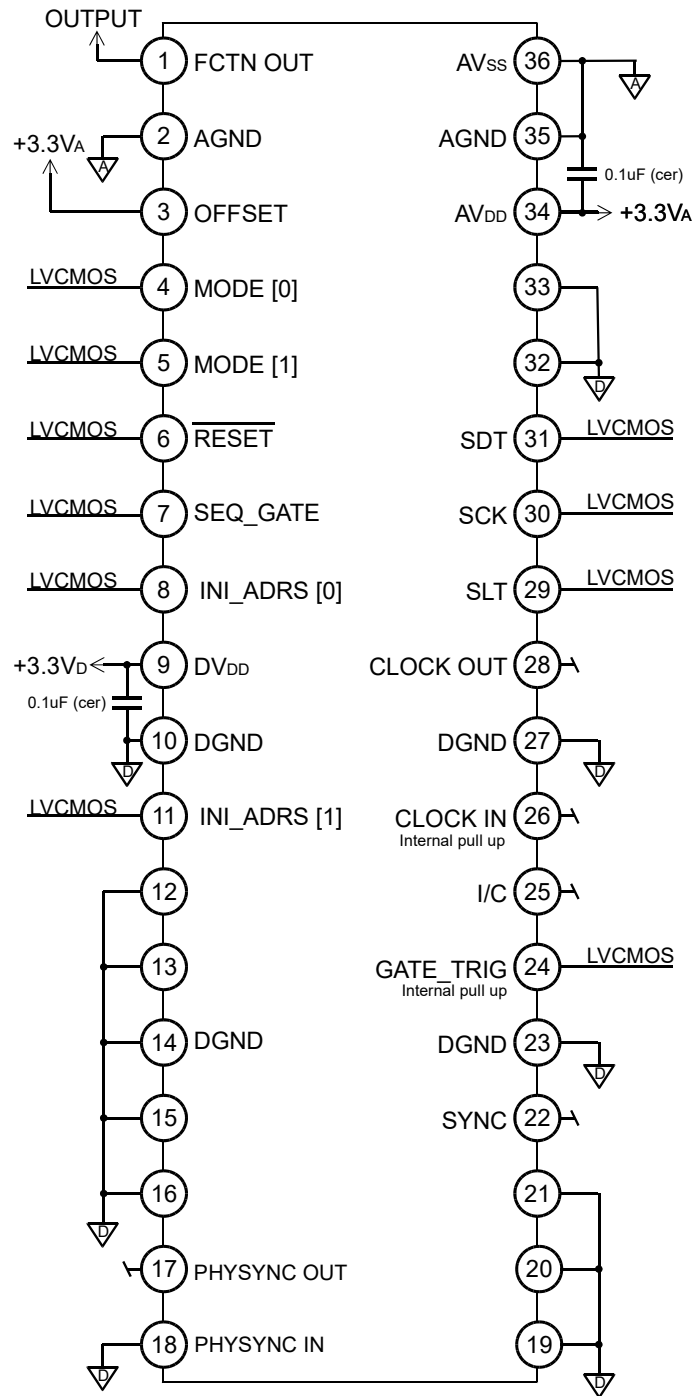 OUTPUT
1 FCTN OUT
AVSS 36
A
2 AGND
A
AGND 35
+3.3VA
0.1uF (cer)
3 OFFSET
AVDD 34 +3.3VA
LVCMOS 4 MODE [0]
33
LVCMOS 5 MODE [1]
32
D
LVCMOS 6 RESET
SDT 31 LVCMOS
LVCMOS 7 SEQ_GATE
SCK 30 LVCMOS
LVCMOS 8 INI_ADRS [0]
SLT 29 LVCMOS
+3.3VD 9 DVDD
CLOCK OUT 28
0.1uF (cer)
10 DGND
D
DGND 27
D
LVCMOS 11 INI_ADRS [1]
CLOCK IN 26
Internal pull up
12
I/C 25
13
GATE_TRIG 24 LVCMOS
Internal pull up
14 DGND
DGND 23
D
15
SYNC 22
16
D
21
17 PHYSYNC OUT
20
18 PHYSYNC IN
D
19
D